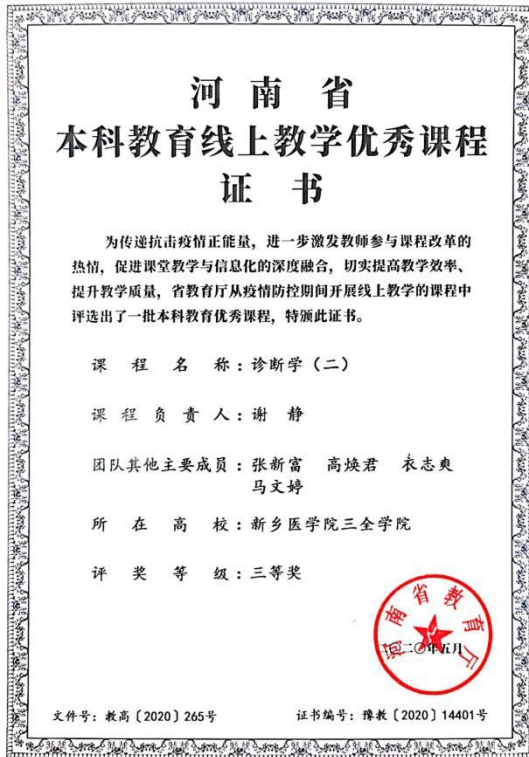 河南省
本科教育线上教学优秀课程
证书
为传递抗击疫情正能量，进一步激发教师参与课程改革的
热情，促进课堂教学与信息化的深度融合，切实提高教学效率、
提升教学质量，省教育厅从疫情防控期间开展线上教学的课程中
评选出了一批本科教育优秀课程，特颁此证书。
课程名称：诊断学（二）
课程负责人：谢静
团队其他主要成员：张新富 高焕君 衣志爽
马文婷
所在高校：新乡医学院三全学院
评奖等级：三等奖
河南省教育厅
二〇二〇年五月
文件号：教高〔2020〕265号
证书编号：豫教〔2020〕14401号